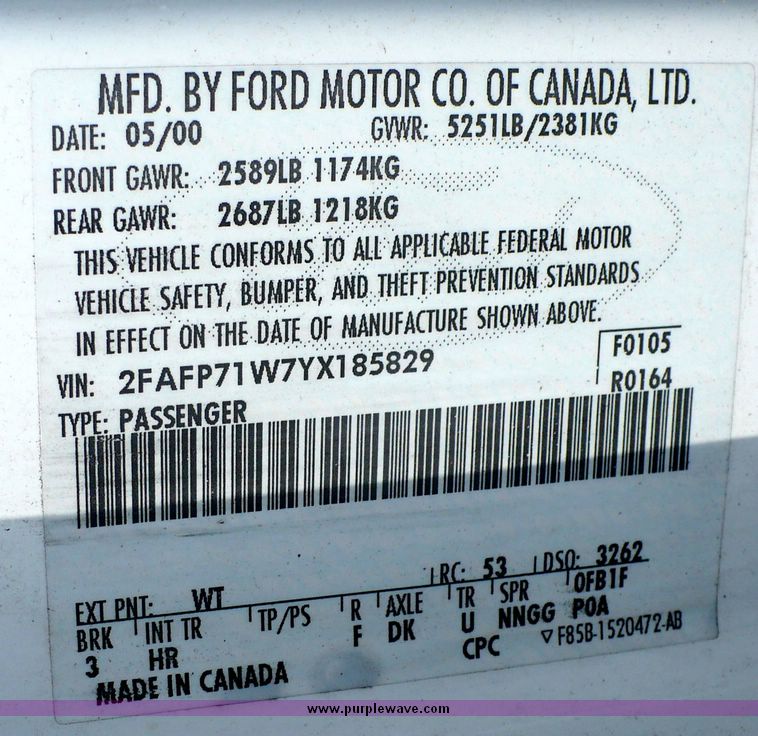 MFD. BY FORD MOTOR CO. OF CANADA, LTD.
DATE: 05/00 GVWR: 5251LB/2381KG
FRONT GAWR: 2589LB 1174KG
REAR GAWR: 2687LB 1218KG
THIS VEHICLE CONFORMS TO ALL APPLICABLE FEDERAL MOTOR
VEHICLE SAFETY, BUMPER, AND THEFT PREVENTION STANDARDS
IN EFFECT ON THE DATE OF MANUFACTURE SHOWN ABOVE.
VIN: 2FAFP71W7YX185829 F0105
TYPE: PASSENGER R0164
EXT PNT: WT RC: 53 DSO: 3262
BRK INT TR TP/PS R AXLE TR SPR OFB1F
3 HR F DK U NNGG POA
MADE IN CANADA CPC ▽ F85B-1520472-AB
www.purplewave.com